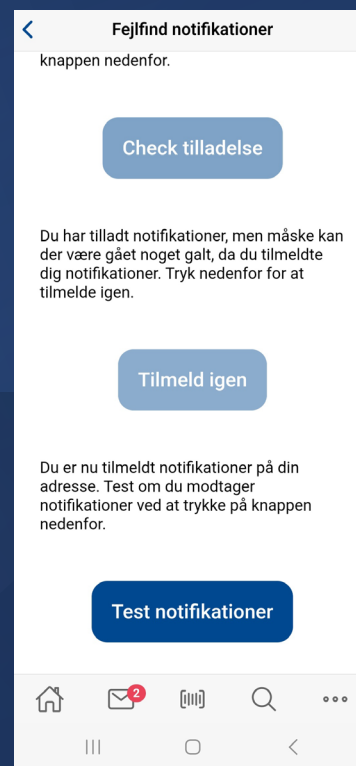 Fejlfind notifikationer
knappen nedenfor.
Check tilladelse
Du har tilladt notifikationer, men måske kan
der være gået noget galt, da du tilmeldte
dig notifikationer. Tryk nedenfor for at
tilmelde igen.
Tilmeld igen
Du er nu tilmeldt notifikationer på din
adresse. Test om du modtager
notifikationer ved at trykke på knappen
nedenfor.
Test notifikationer
2